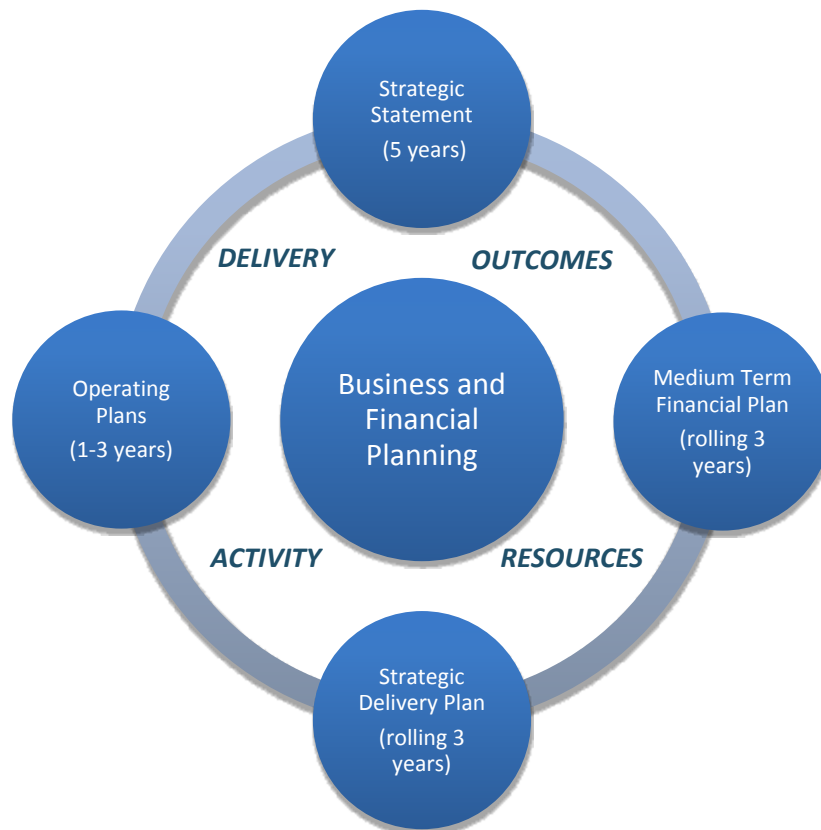 Strategic
Statement
(5 years)
DELIVERY
OUTCOMES
Operating
Plans
(1-3 years)
Business and
Financial
Planning
Medium Term
Financial Plan
(rolling 3
years)
ACTIVITY
RESOURCES
Strategic
Delivery Plan
(rolling 3
years)